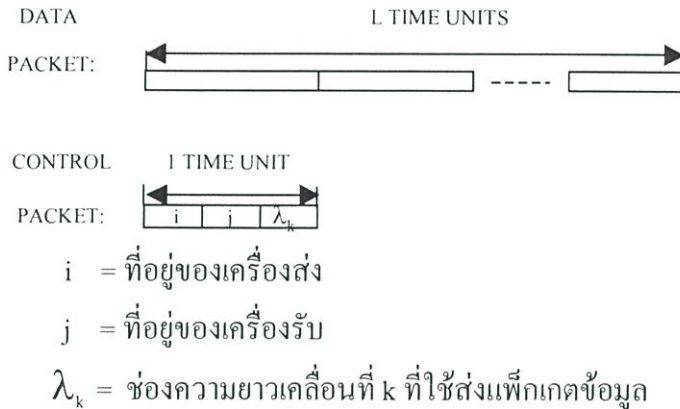 DATA L TIME UNITS
PACKET:
CONTROL 1 TIME UNIT
PACKET: i j λk
i = ที่อยู่ของเครื่องส่ง
j = ที่อยู่ของเครื่องรับ
λk = ช่องความยาวเคลื่อนที่ k ที่ใช้ส่งแพ็กเกตข้อมูล